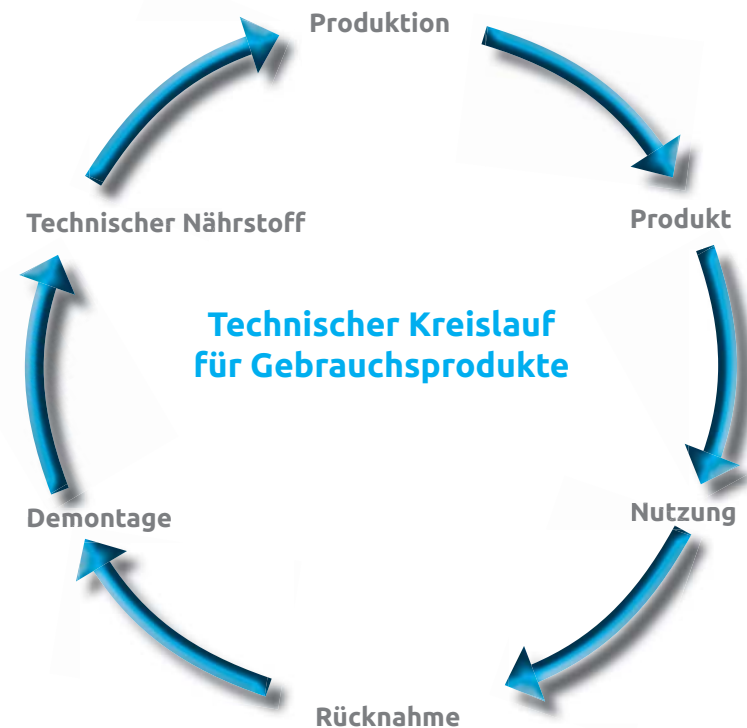 Produktion
Technischer Nährstoff
Produkt
Technischer Kreislauf
für Gebrauchsprodukte
Demontage
Nutzung
Rücknahme